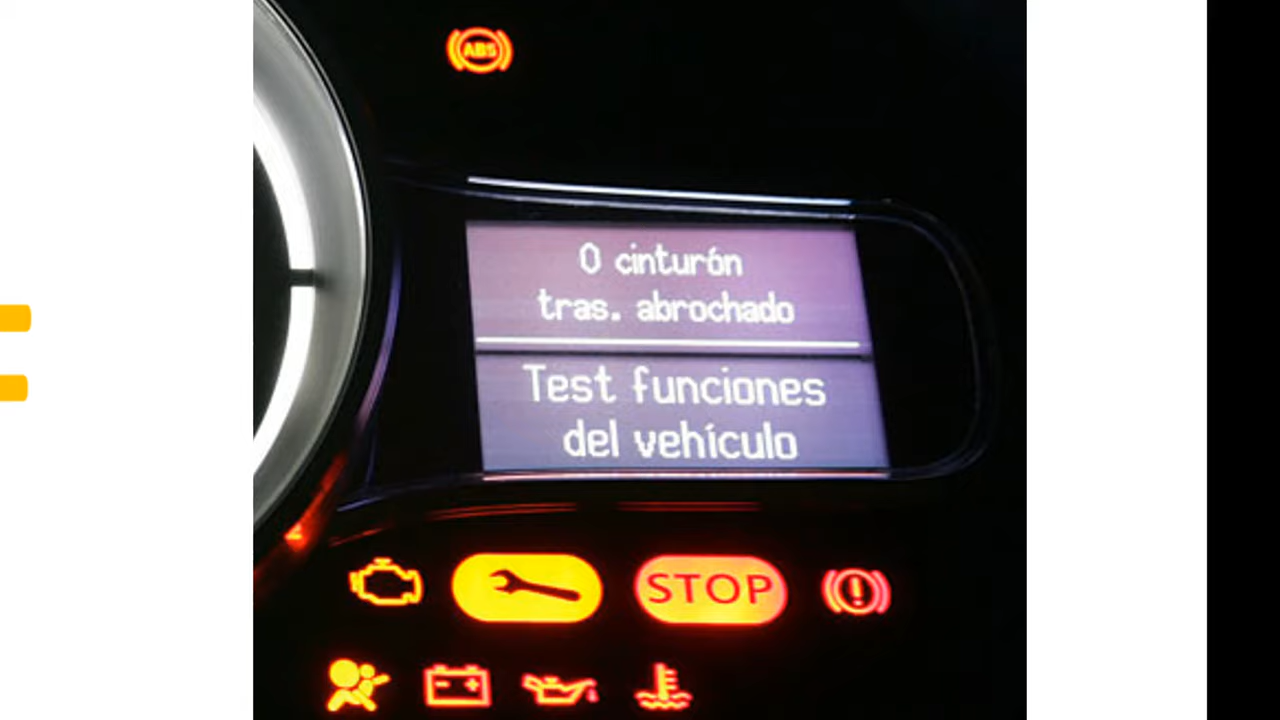 ABS
0 cinturón
tras. abrochado
Test funciones
del vehículo
STOP